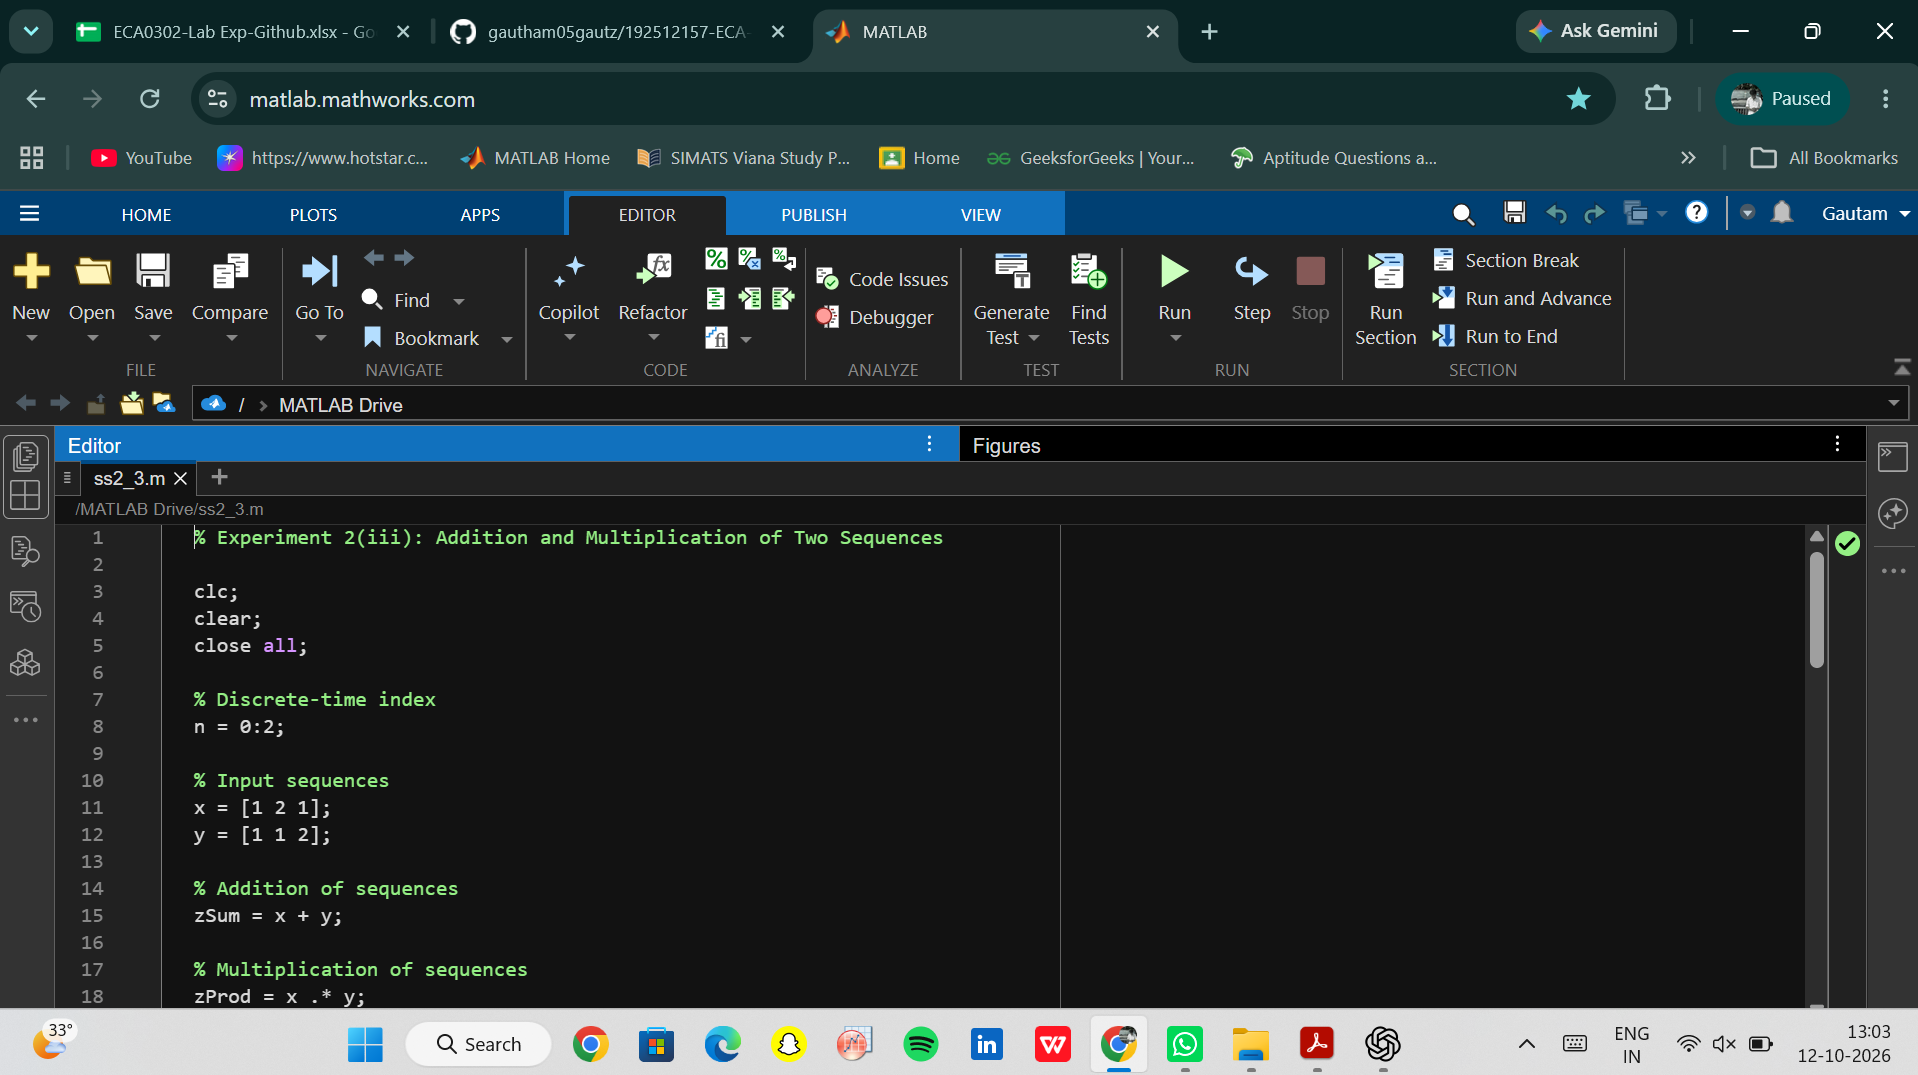 ECA0302-Lab Exp-Github.xlsx - Go
gautham05gautz/192512157-ECA-
MATLAB
Ask Gemini
matlab.mathworks.com
Paused
YouTube
https://www.hotstar.c...
MATLAB Home
SIMATS Viana Study P...
Home
GeeksforGeeks | Your...
Aptitude Questions a...
All Bookmarks
HOME PLOTS APPS EDITOR PUBLISH VIEW
Gautam
New Open Save Compare
FILE
Go To
Find
Bookmark
NAVIGATE
Copilot Refactor
CODE
Code Issues
Debugger
ANALYZE
Generate Test
Find Tests
TEST
Run Step Stop
RUN
Run Section
Section Break
Run and Advance
Run to End
SECTION
/ > MATLAB Drive
Editor
Figures
ss2_3.m
/MATLAB Drive/ss2_3.m
1 % Experiment 2(iii): Addition and Multiplication of Two Sequences
2
3 clc;
4 clear;
5 close all;
6
7 % Discrete-time index
8 n = 0:2;
9
10 % Input sequences
11 x = [1 2 1];
12 y = [1 1 2];
13
14 % Addition of sequences
15 zSum = x + y;
16
17 % Multiplication of sequences
18 zProd = x .* y;
33°
Search
ENG
IN
13:03
12-10-2026